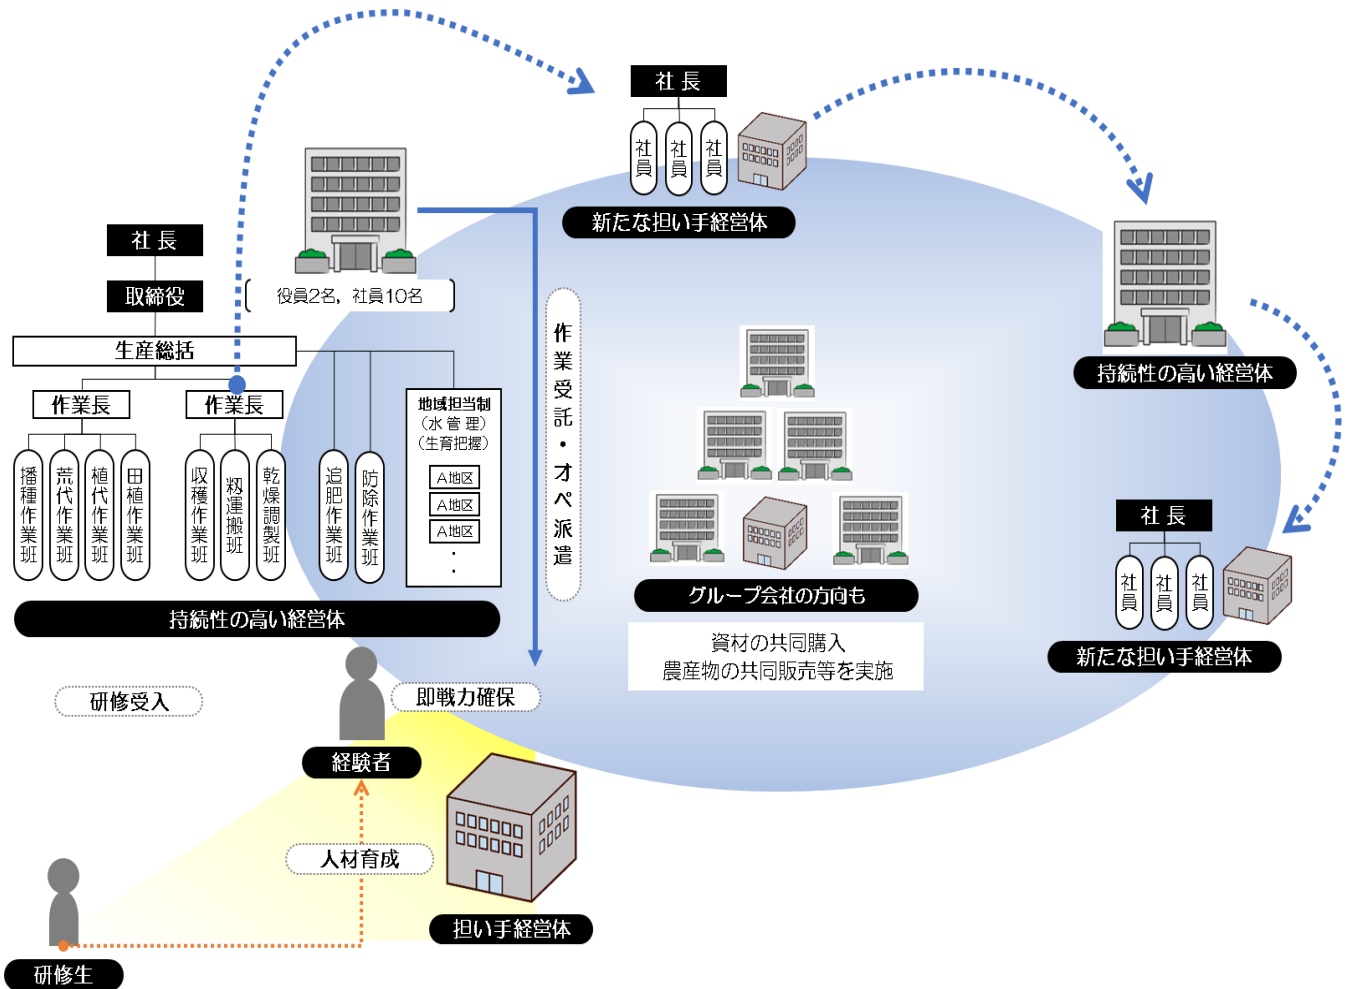 社長
社員
社員
社員
新たな担い手経営体
社長
取締役
役員2名，社員10名
生産総括
作業長
作業長
播種作業班
荒代作業班
植代作業班
田植作業班
収穫作業班
籾運搬班
乾燥調製班
追肥作業班
防除作業班
地域担当制
（水管理）
（生育把握）
A地区
A地区
A地区
・
・
持続性の高い経営体
作業受託・オペ派遣
グループ会社の方向も
資材の共同購入
農産物の共同販売等を実施
持続性の高い経営体
社長
社員
社員
社員
新たな担い手経営体
研修受入
即戦力確保
経験者
人材育成
担い手経営体
研修生